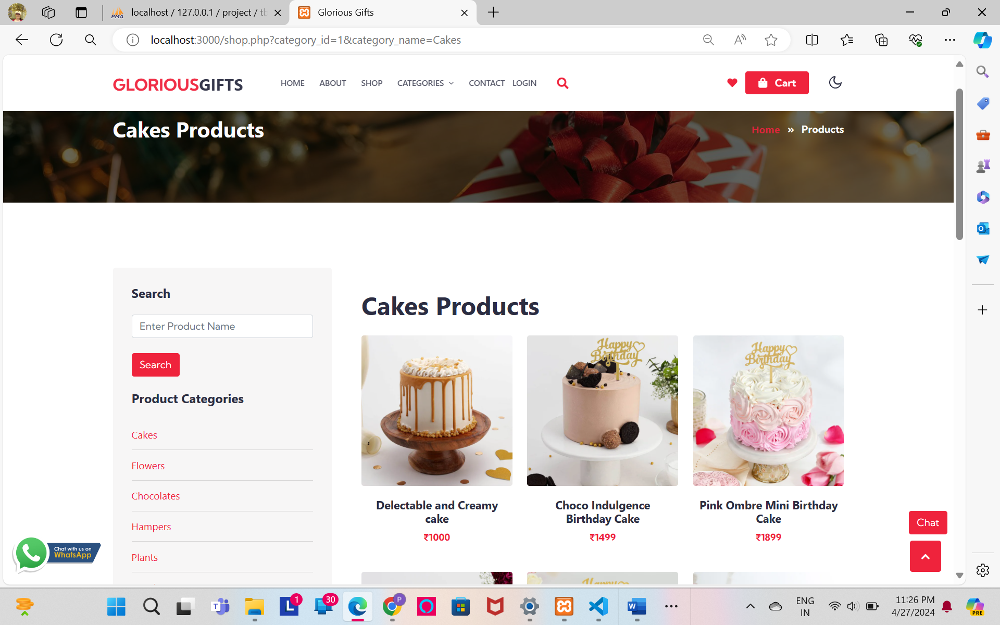 localhost / 127.0.0.1 / project / tb
Glorious Gifts
localhost:3000/shop.php?category_id=1&category_name=Cakes
GLORIOUSGIFTS
HOME
ABOUT
SHOP
CATEGORIES
CONTACT
LOGIN
Cart
Cakes Products
Home » Products
Search
Enter Product Name
Search
Product Categories
Cakes
Flowers
Chocolates
Hampers
Plants
Cakes Products
Happy
Birthday
Happy
Birthday
Delectable and Creamy
cake
₹1000
Choco Indulgence
Birthday Cake
₹1499
Pink Ombre Mini Birthday
Cake
₹1899
Happy
Chat with us on
WhatsApp
Chat
1
30
P
ENG
IN
11:26 PM
4/27/2024
PRE